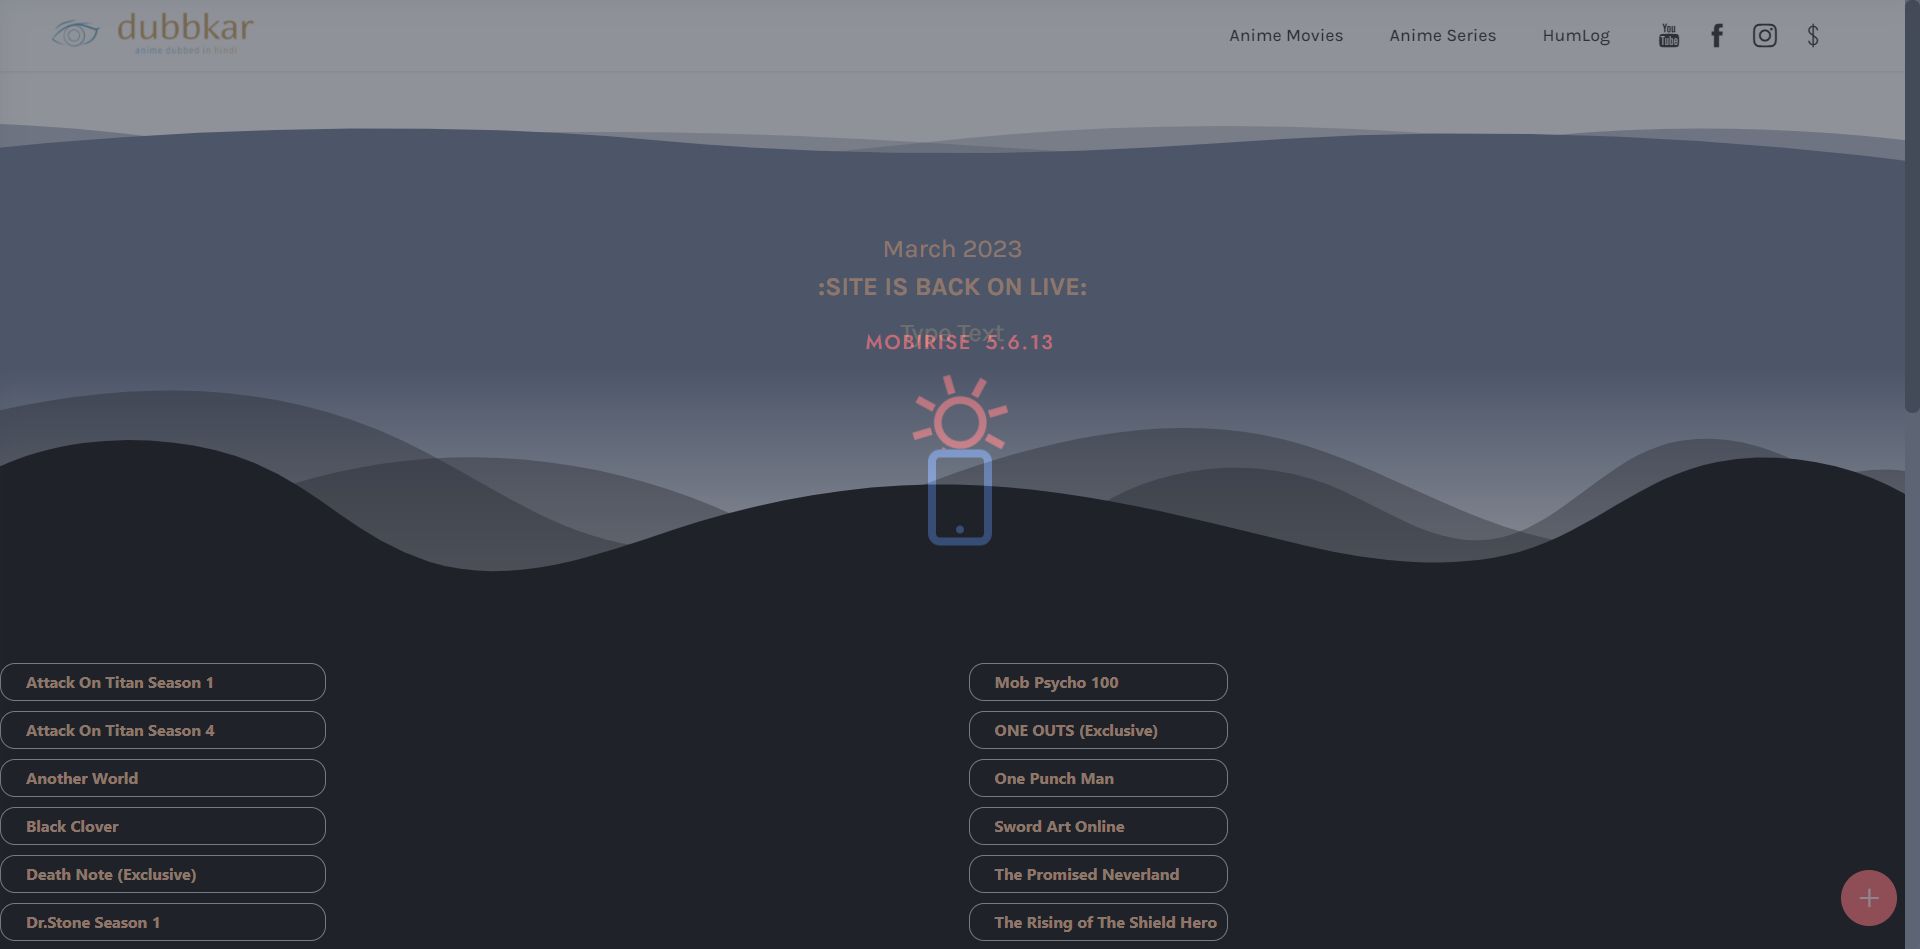 dubbkar
anime dubbed in hindi
Anime Movies
Anime Series
HumLog
You
Tube
$
March 2023
:SITE IS BACK ON LIVE:
Type Text
MOBIRISE 5.6.13
Attack On Titan Season 1
Attack On Titan Season 4
Another World
Black Clover
Death Note (Exclusive)
Dr.Stone Season 1
Mob Psycho 100
ONE OUTS (Exclusive)
One Punch Man
Sword Art Online
The Promised Neverland
The Rising of The Shield Hero